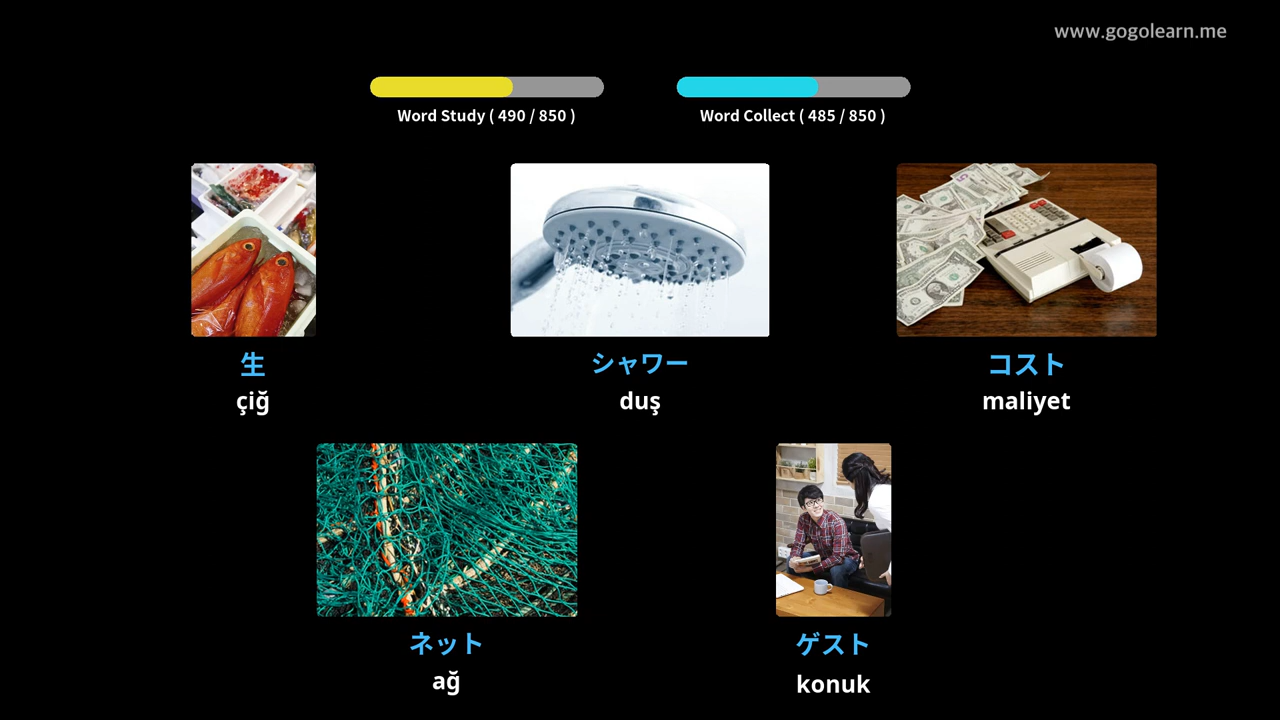 www.gogolearn.me
Word Study ( 490 / 850 )
Word Collect ( 485 / 850 )
生
çiğ
シャワー
duş
コスト
maliyet
ネット
ağ
ゲスト
konuk